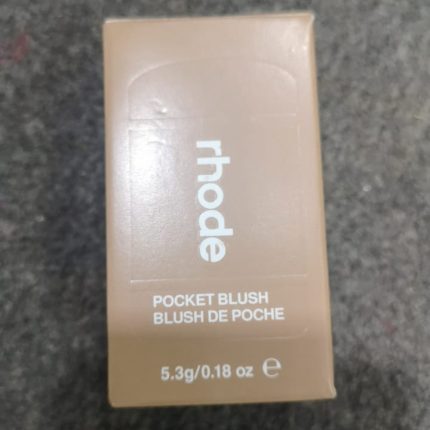 rhode
POCKET BLUSH
BLUSH DE POCHE
5.3g/0.18 oz ℮